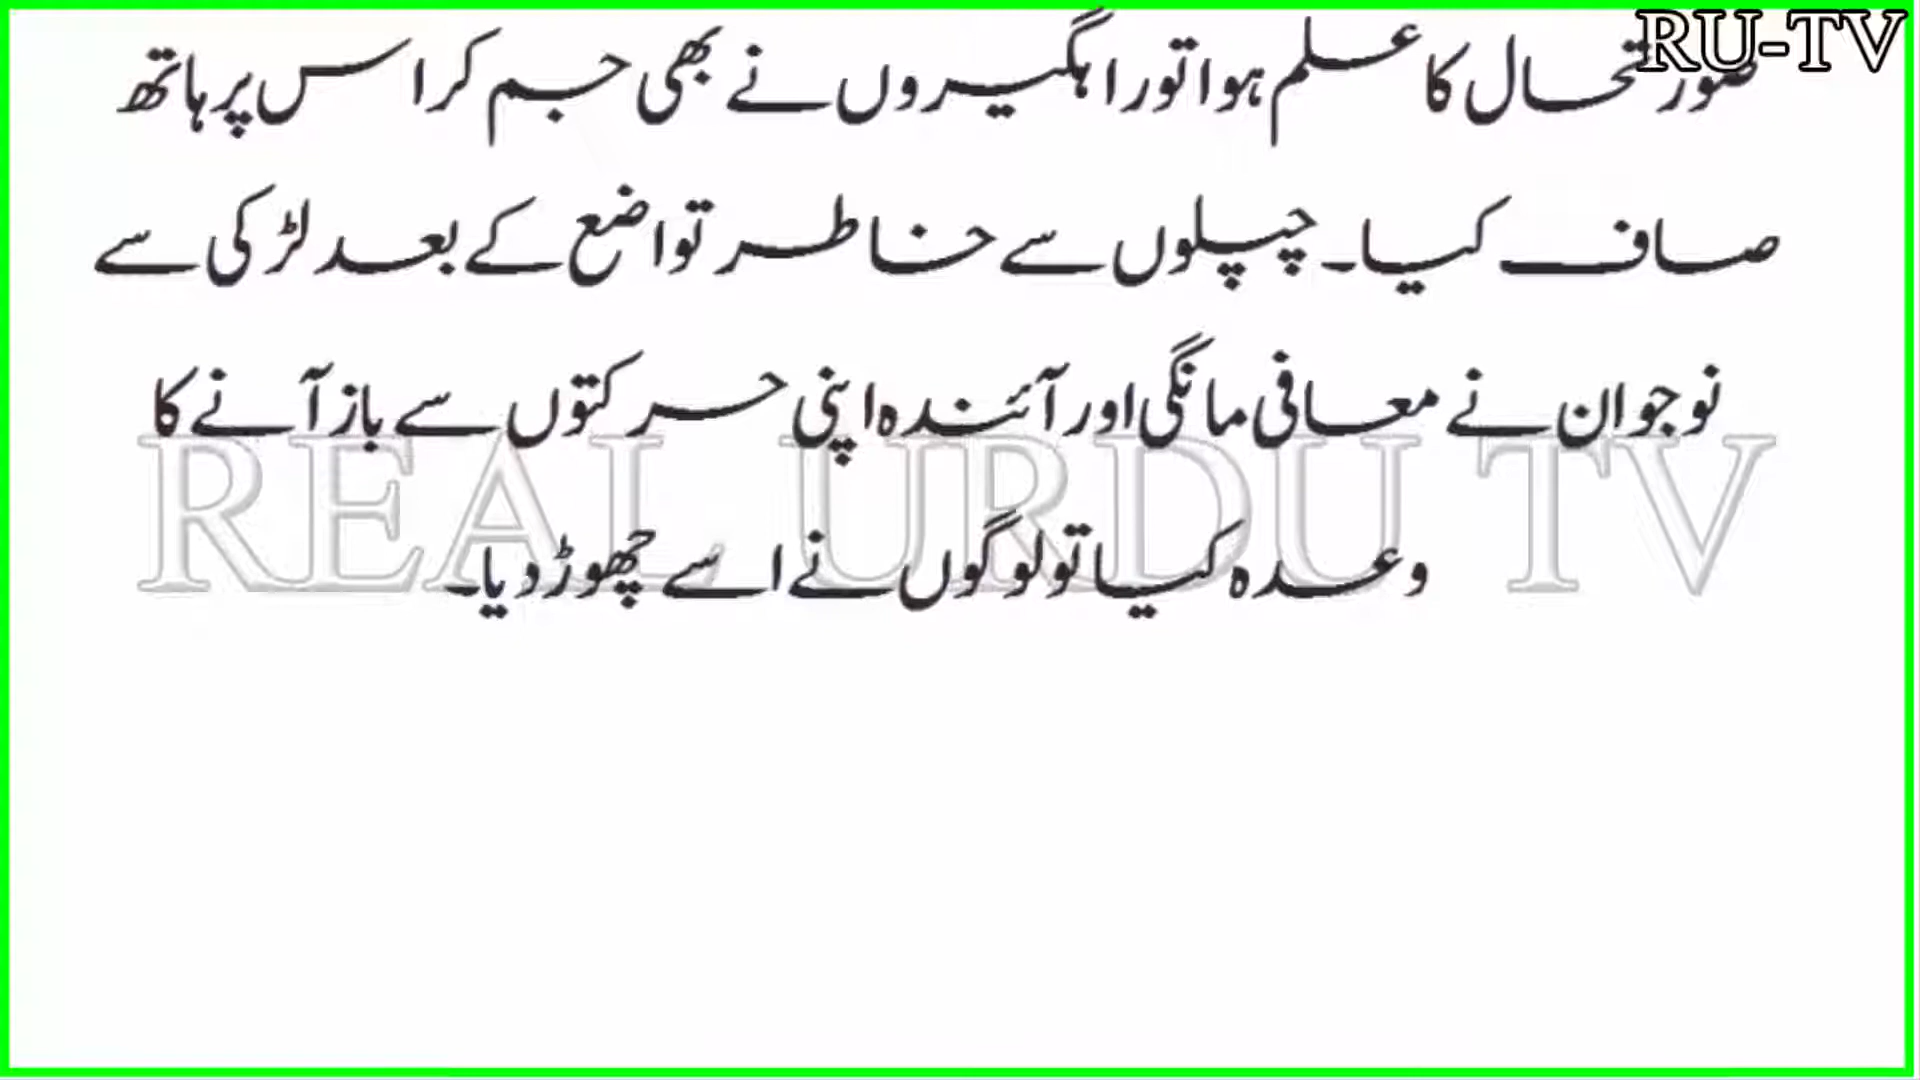 RU-TV
صورتحال کا علم ہوا تو راہگیروں نے بھی جم کر اس پر ہاتھ
صاف کیا۔ چپلوں سے خاطر تواضع کے بعد لڑکی سے
نوجوان نے معافی مانگی اور آئندہ اپنی حرکتوں سے باز آنے کا
REAL URDU TV
وعدہ کیا تو لوگوں نے اسے چھوڑ دیا۔